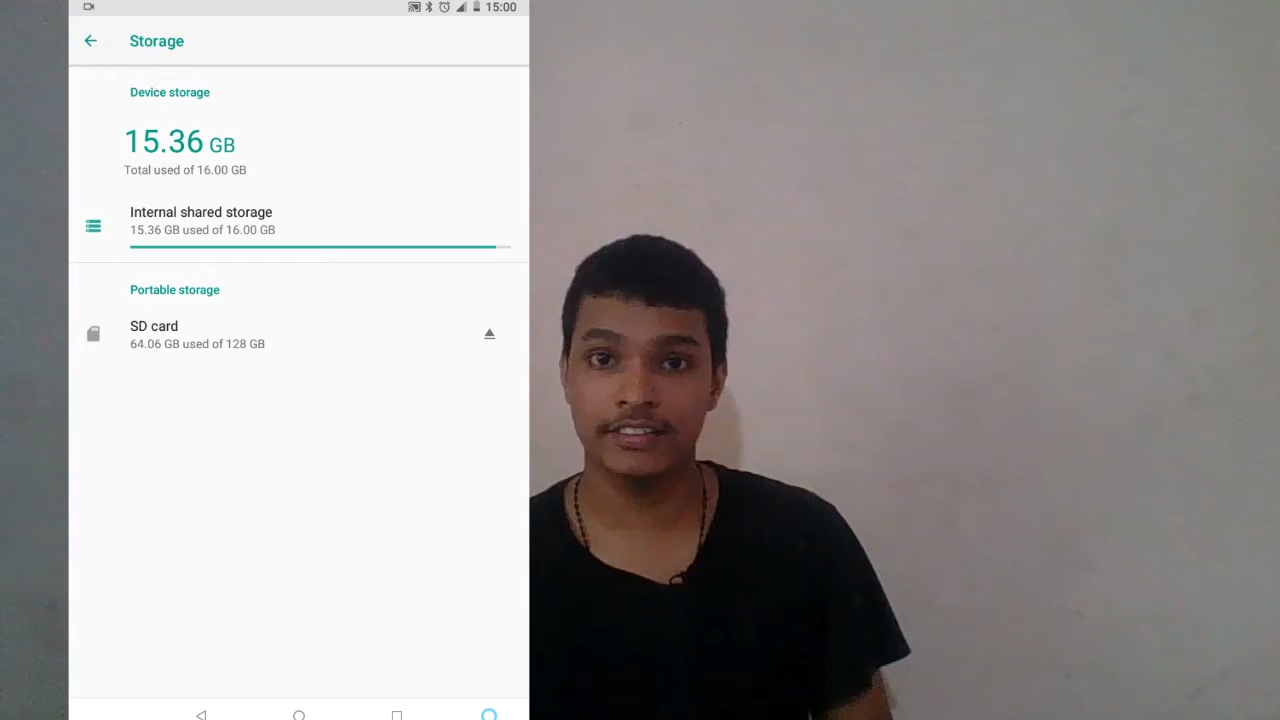 15:00
Storage
Device storage
15.36 GB
Total used of 16.00 GB
Internal shared storage
15.36 GB used of 16.00 GB
Portable storage
SD card
64.06 GB used of 128 GB